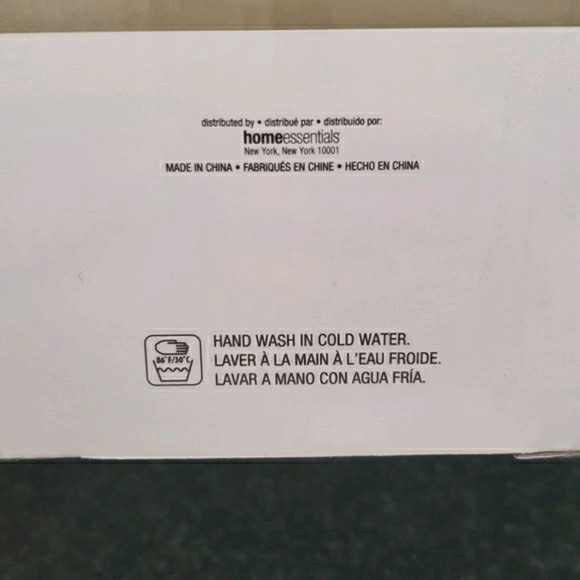 distributed by • distribué par • distribuido por:
homeessentials
New York, New York 10001
MADE IN CHINA • FABRIQUÉS EN CHINE • HECHO EN CHINA
HAND WASH IN COLD WATER.
86°F/30°C
LAVER À LA MAIN À L'EAU FROIDE.
LAVAR A MANO CON AGUA FRÍA.